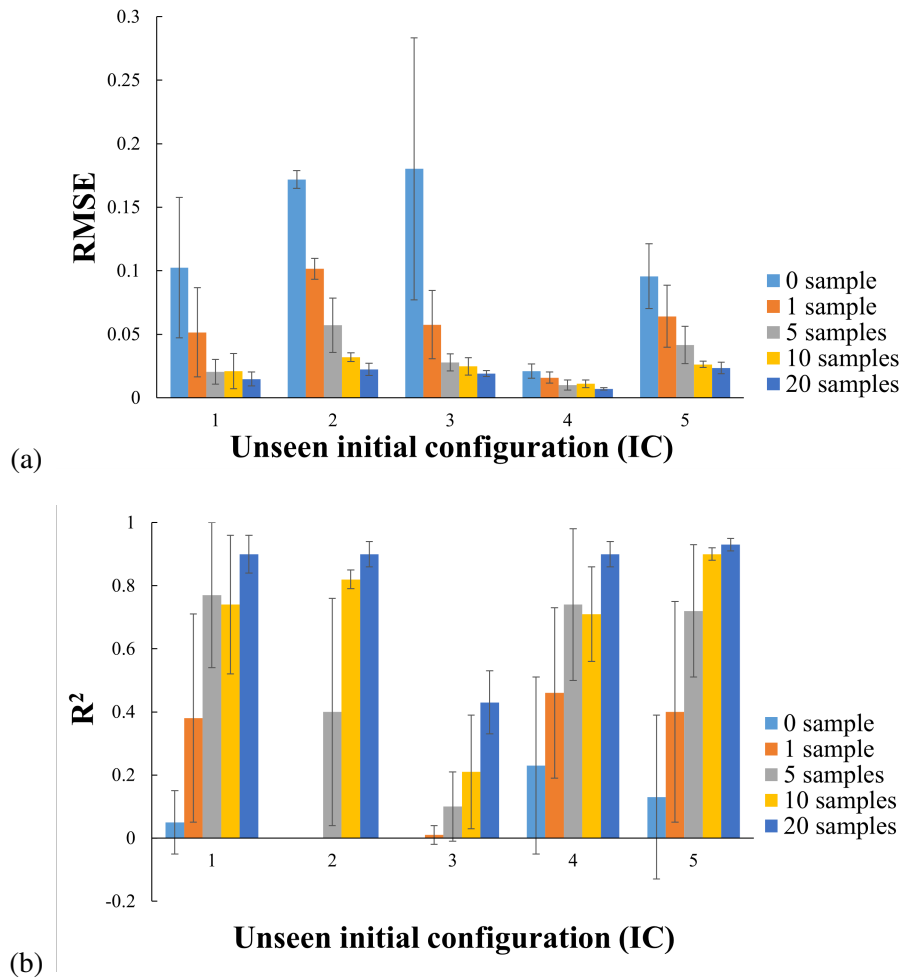 0.3
0.25
0.2
0.15
0.1
0.05
0
RMSE
1 2 3 4 5
Unseen initial configuration (IC)
0 sample
1 sample
5 samples
10 samples
20 samples
(a)
1
0.8
0.6
0.4
0.2
0
-0.2
R²
1 2 3 4 5
Unseen initial configuration (IC)
0 sample
1 sample
5 samples
10 samples
20 samples
(b)